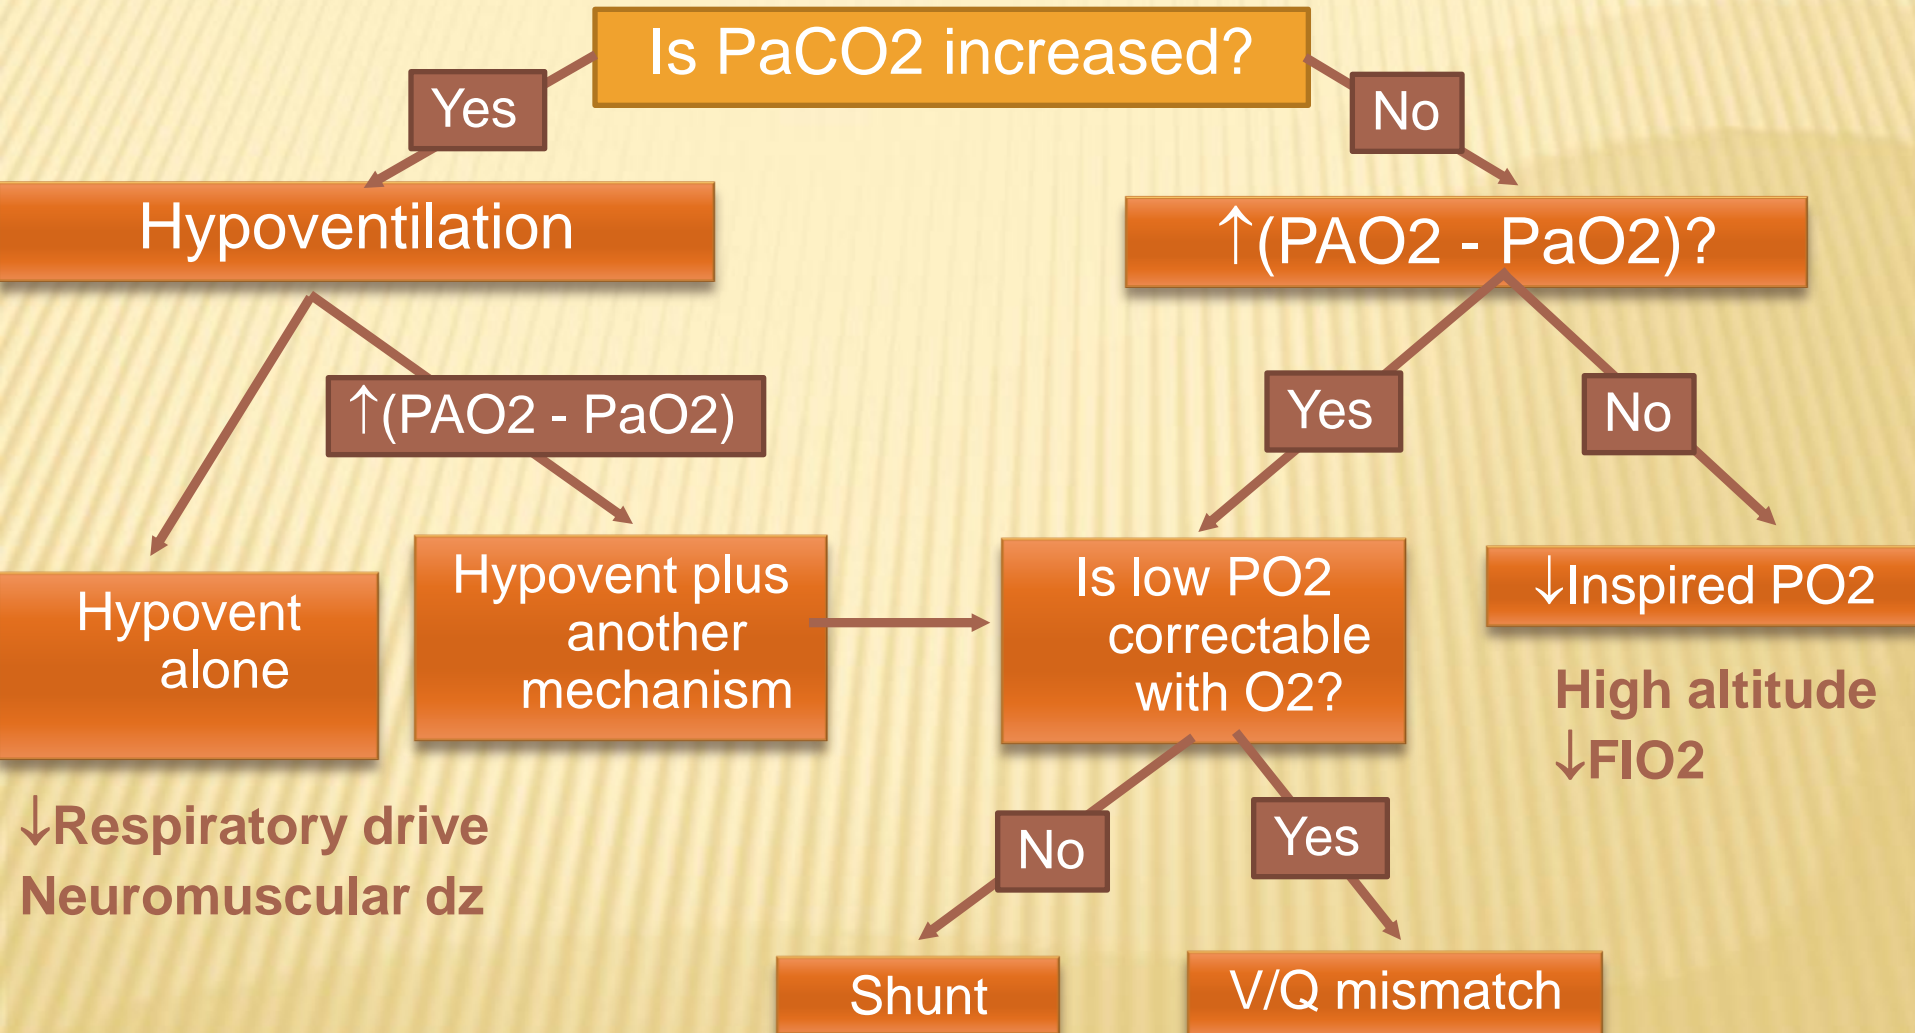 Is PaCO2 increased?
Yes
No
Hypoventilation
↑(PAO2 - PaO2)?
↑(PAO2 - PaO2)
Yes
No
Hypovent
alone
Hypovent plus
another
mechanism
Is low PO2
correctable
with O2?
↓Inspired PO2
High altitude
↓FIO2
↓Respiratory drive
Neuromuscular dz
No
Yes
Shunt
V/Q mismatch